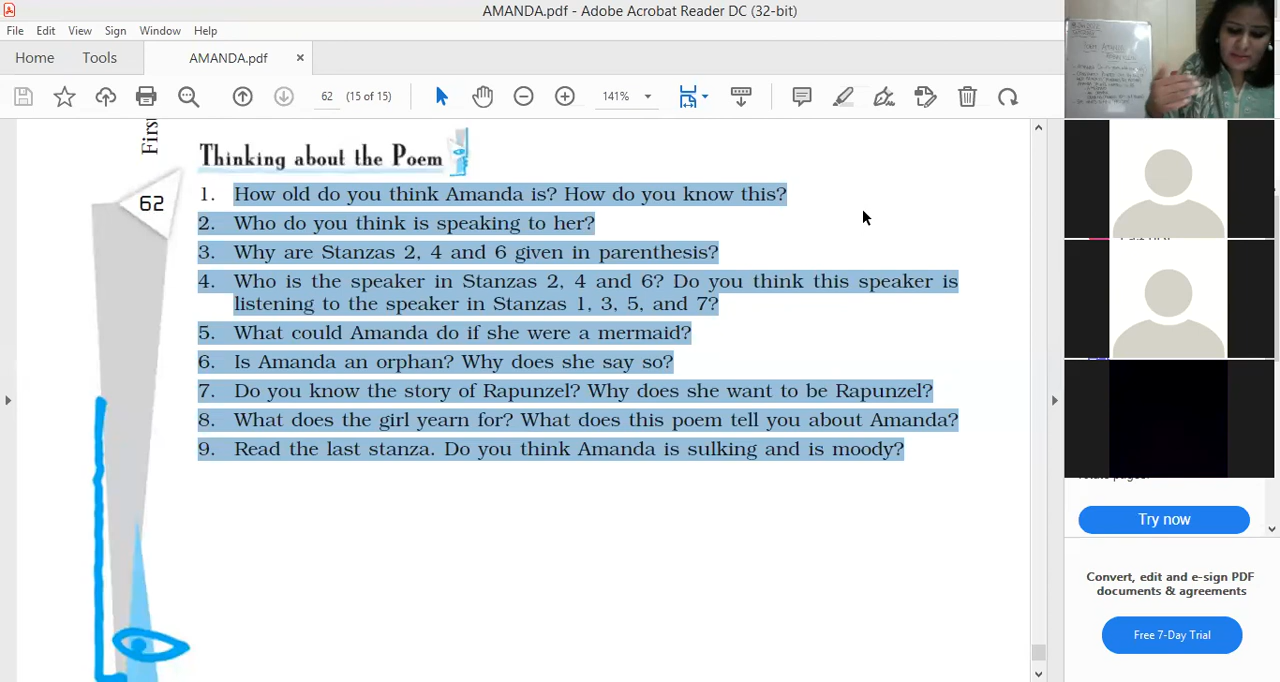 AMANDA.pdf - Adobe Acrobat Reader DC (32-bit)
File Edit View Sign Window Help
Home Tools AMANDA.pdf ×
62 (15 of 15) 141%
First
Thinking about the Poem
62
1. How old do you think Amanda is? How do you know this?
2. Who do you think is speaking to her?
3. Why are Stanzas 2, 4 and 6 given in parenthesis?
4. Who is the speaker in Stanzas 2, 4 and 6? Do you think this speaker is
listening to the speaker in Stanzas 1, 3, 5, and 7?
5. What could Amanda do if she were a mermaid?
6. Is Amanda an orphan? Why does she say so?
7. Do you know the story of Rapunzel? Why does she want to be Rapunzel?
8. What does the girl yearn for? What does this poem tell you about Amanda?
9. Read the last stanza. Do you think Amanda is sulking and is moody?
Try now
Convert, edit and e-sign PDF
documents & agreements
Free 7-Day Trial